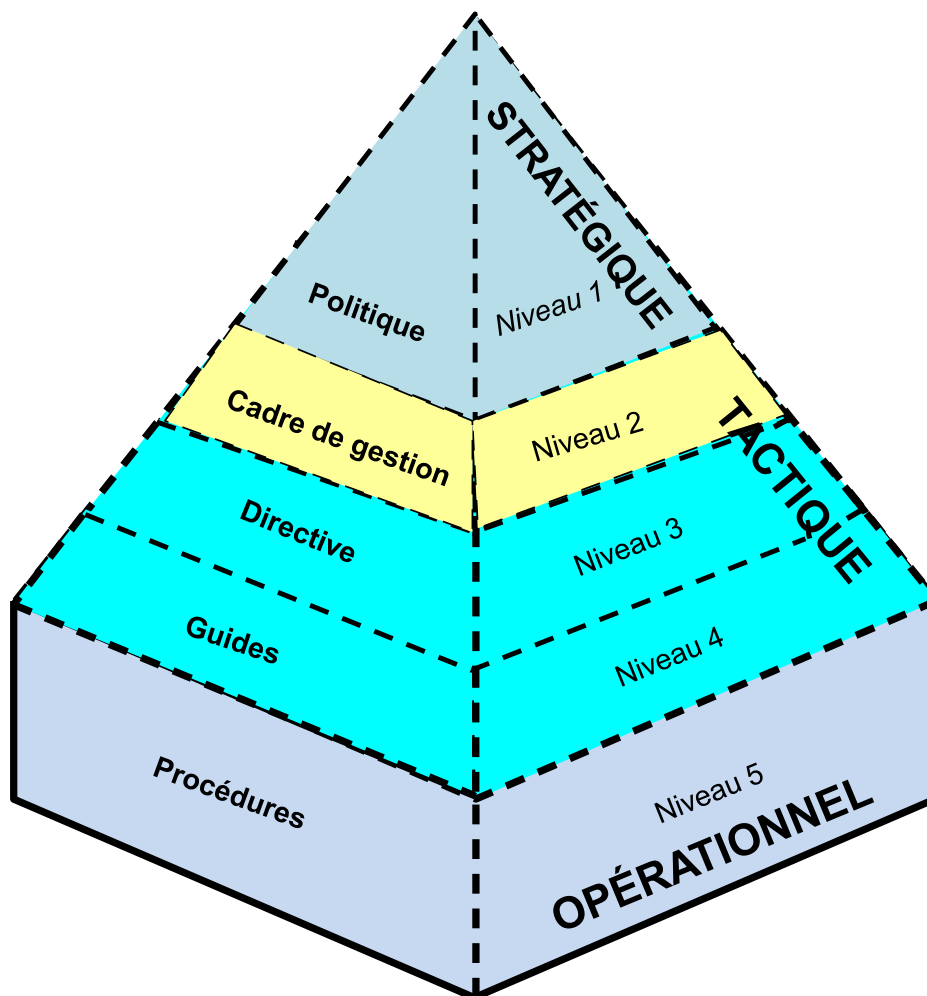 STRATÉGIQUE
Politique
Niveau 1
Cadre de gestion
Niveau 2
TACTIQUE
Directive
Niveau 3
Guides
Niveau 4
Procédures
Niveau 5
OPÉRATIONNEL